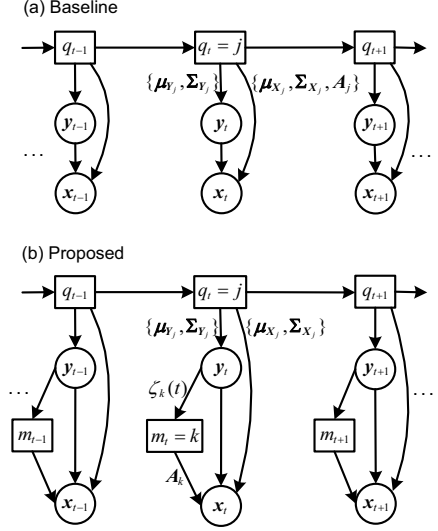 (a) Baseline
q_{t-1} q_t = j q_{t+1}
{μ_{Y_j}, Σ_{Y_j}} {μ_{X_j}, Σ_{X_j}, A_j}
y_{t-1} y_t y_{t+1}
... ...
x_{t-1} x_t x_{t+1}
(b) Proposed
q_{t-1} q_t = j q_{t+1}
{μ_{Y_j}, Σ_{Y_j}} {μ_{X_j}, Σ_{X_j}}
y_{t-1} y_t y_{t+1}
... ζ_k(t) ...
m_{t-1} m_t = k m_{t+1}
A_k
x_{t-1} x_t x_{t+1}